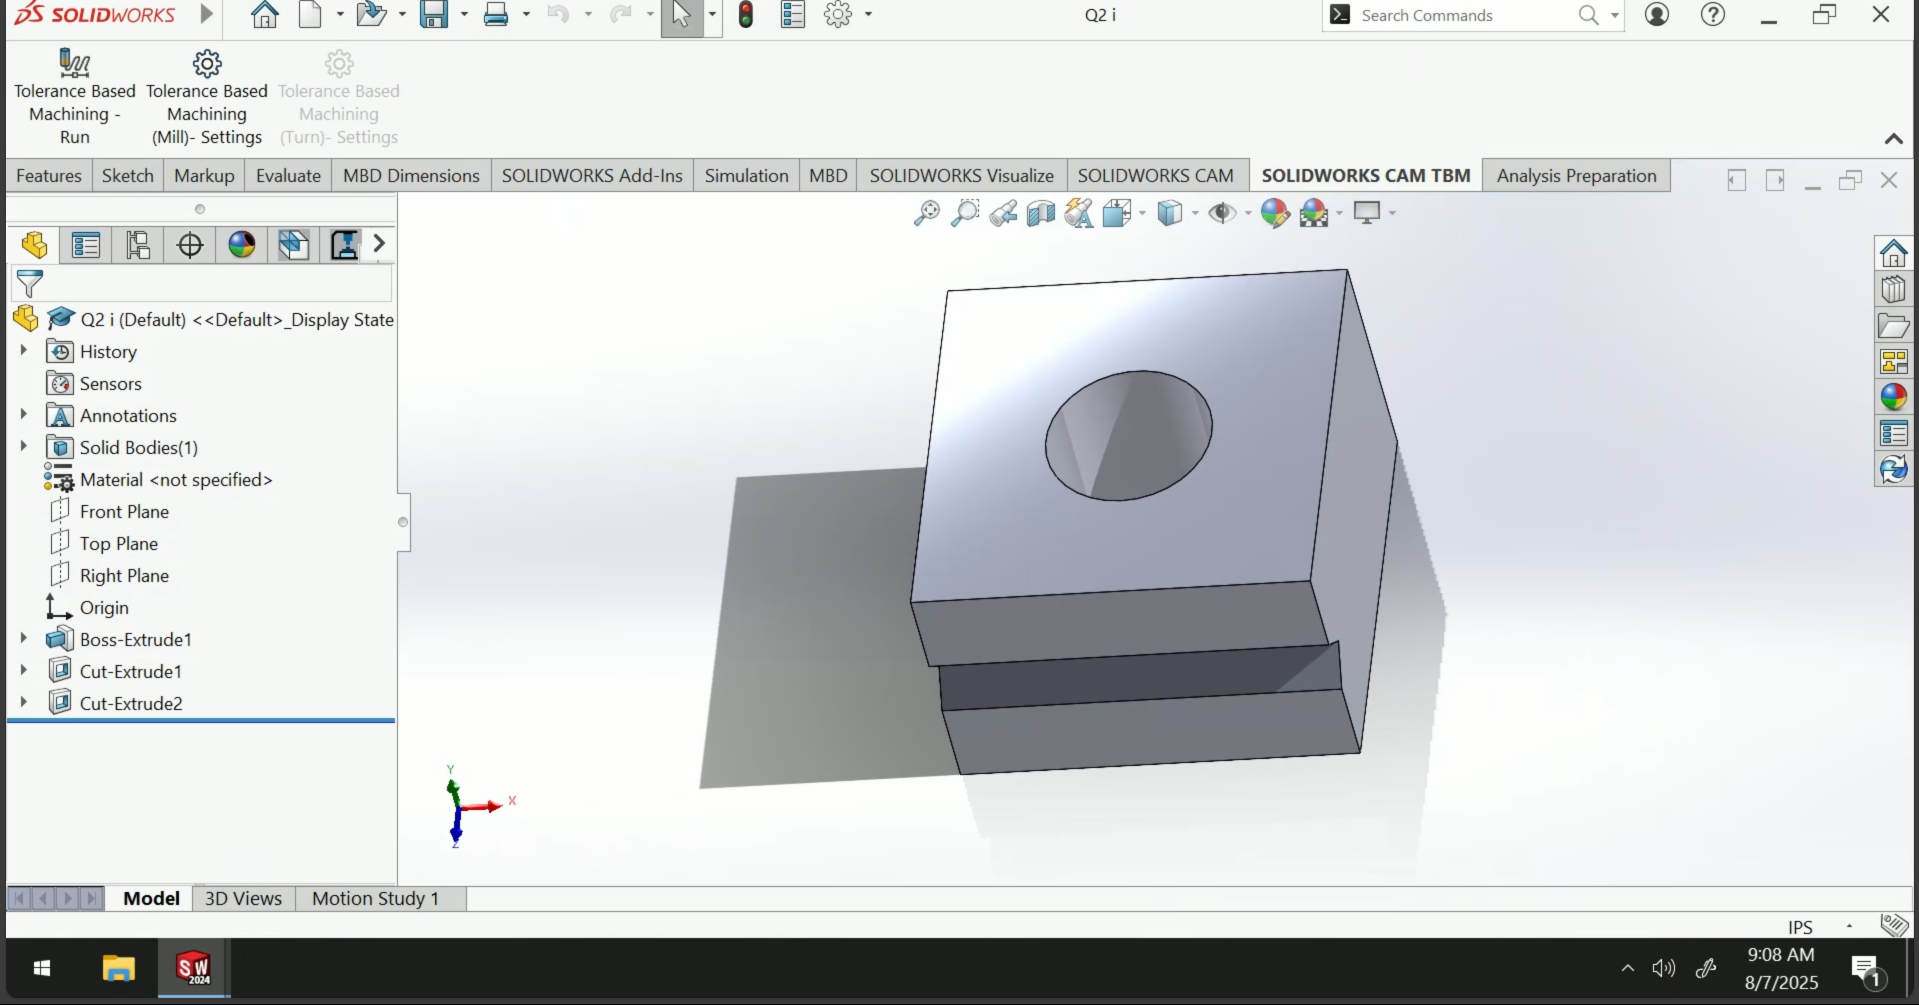 SOLIDWORKS
Q2 i
Search Commands
Tolerance Based Machining - Run
Tolerance Based Machining (Mill)- Settings
Tolerance Based Machining (Turn)- Settings
Features Sketch Markup Evaluate MBD Dimensions SOLIDWORKS Add-Ins Simulation MBD SOLIDWORKS Visualize SOLIDWORKS CAM SOLIDWORKS CAM TBM Analysis Preparation
Q2 i (Default) <<Default>_Display State
History
Sensors
Annotations
Solid Bodies(1)
Material <not specified>
Front Plane
Top Plane
Right Plane
Origin
Boss-Extrude1
Cut-Extrude1
Cut-Extrude2
Y
X
Z
Model 3D Views Motion Study 1
IPS
SW 2024
9:08 AM
8/7/2025
1